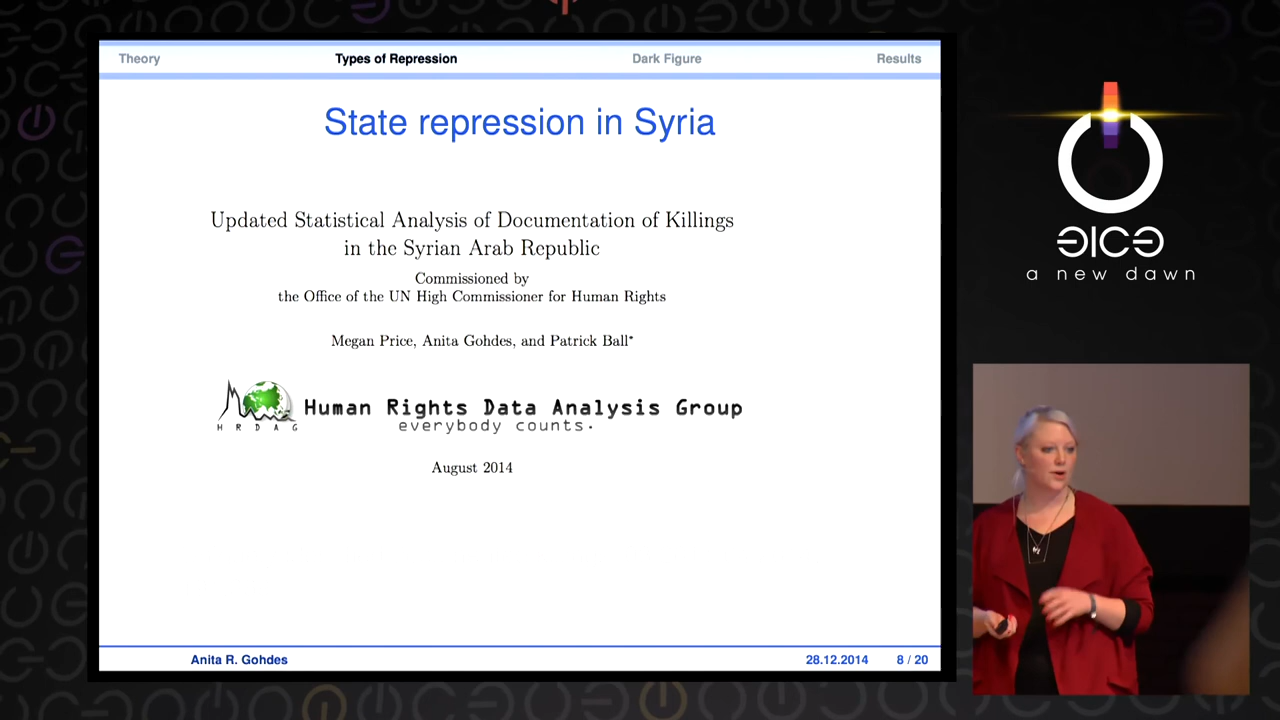 Theory
Types of Repression
Dark Figure
Results
State repression in Syria
Updated Statistical Analysis of Documentation of Killings
in the Syrian Arab Republic
Commissioned by
the Office of the UN High Commissioner for Human Rights
Megan Price, Anita Gohdes, and Patrick Ball*
H R D A G
Human Rights Data Analysis Group
everybody counts.
August 2014
Anita R. Gohdes
28.12.2014
8 / 20
a new dawn